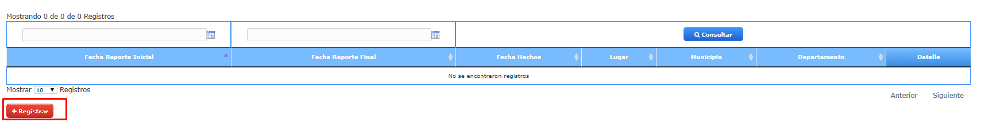 Mostrando 0 de 0 de 0 Registros
Consultar
Fecha Reporte Inicial Fecha Reporte Final Fecha Hechos Lugar Municipio Departamento Detalle
No se encontraron registros
Mostrar 10 Registros
Anterior Siguiente
+ Registrar